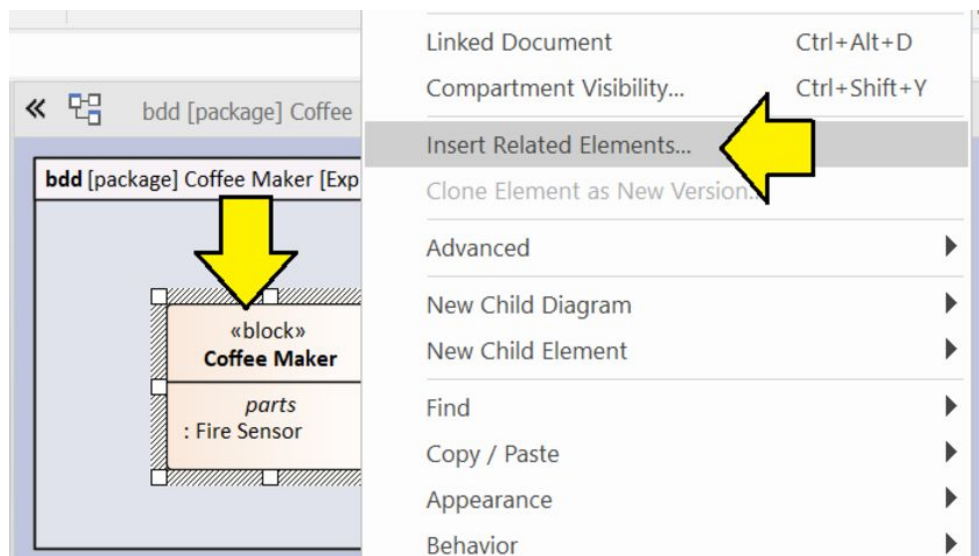 Linked Document Ctrl+Alt+D
Compartment Visibility... Ctrl+Shift+Y
bdd [package] Coffee
Insert Related Elements...
bdd [package] Coffee Maker [Exp
Clone Element as New Version..
Advanced
New Child Diagram
«block»
Coffee Maker
New Child Element
parts
Find
: Fire Sensor
Copy / Paste
Appearance
Behavior